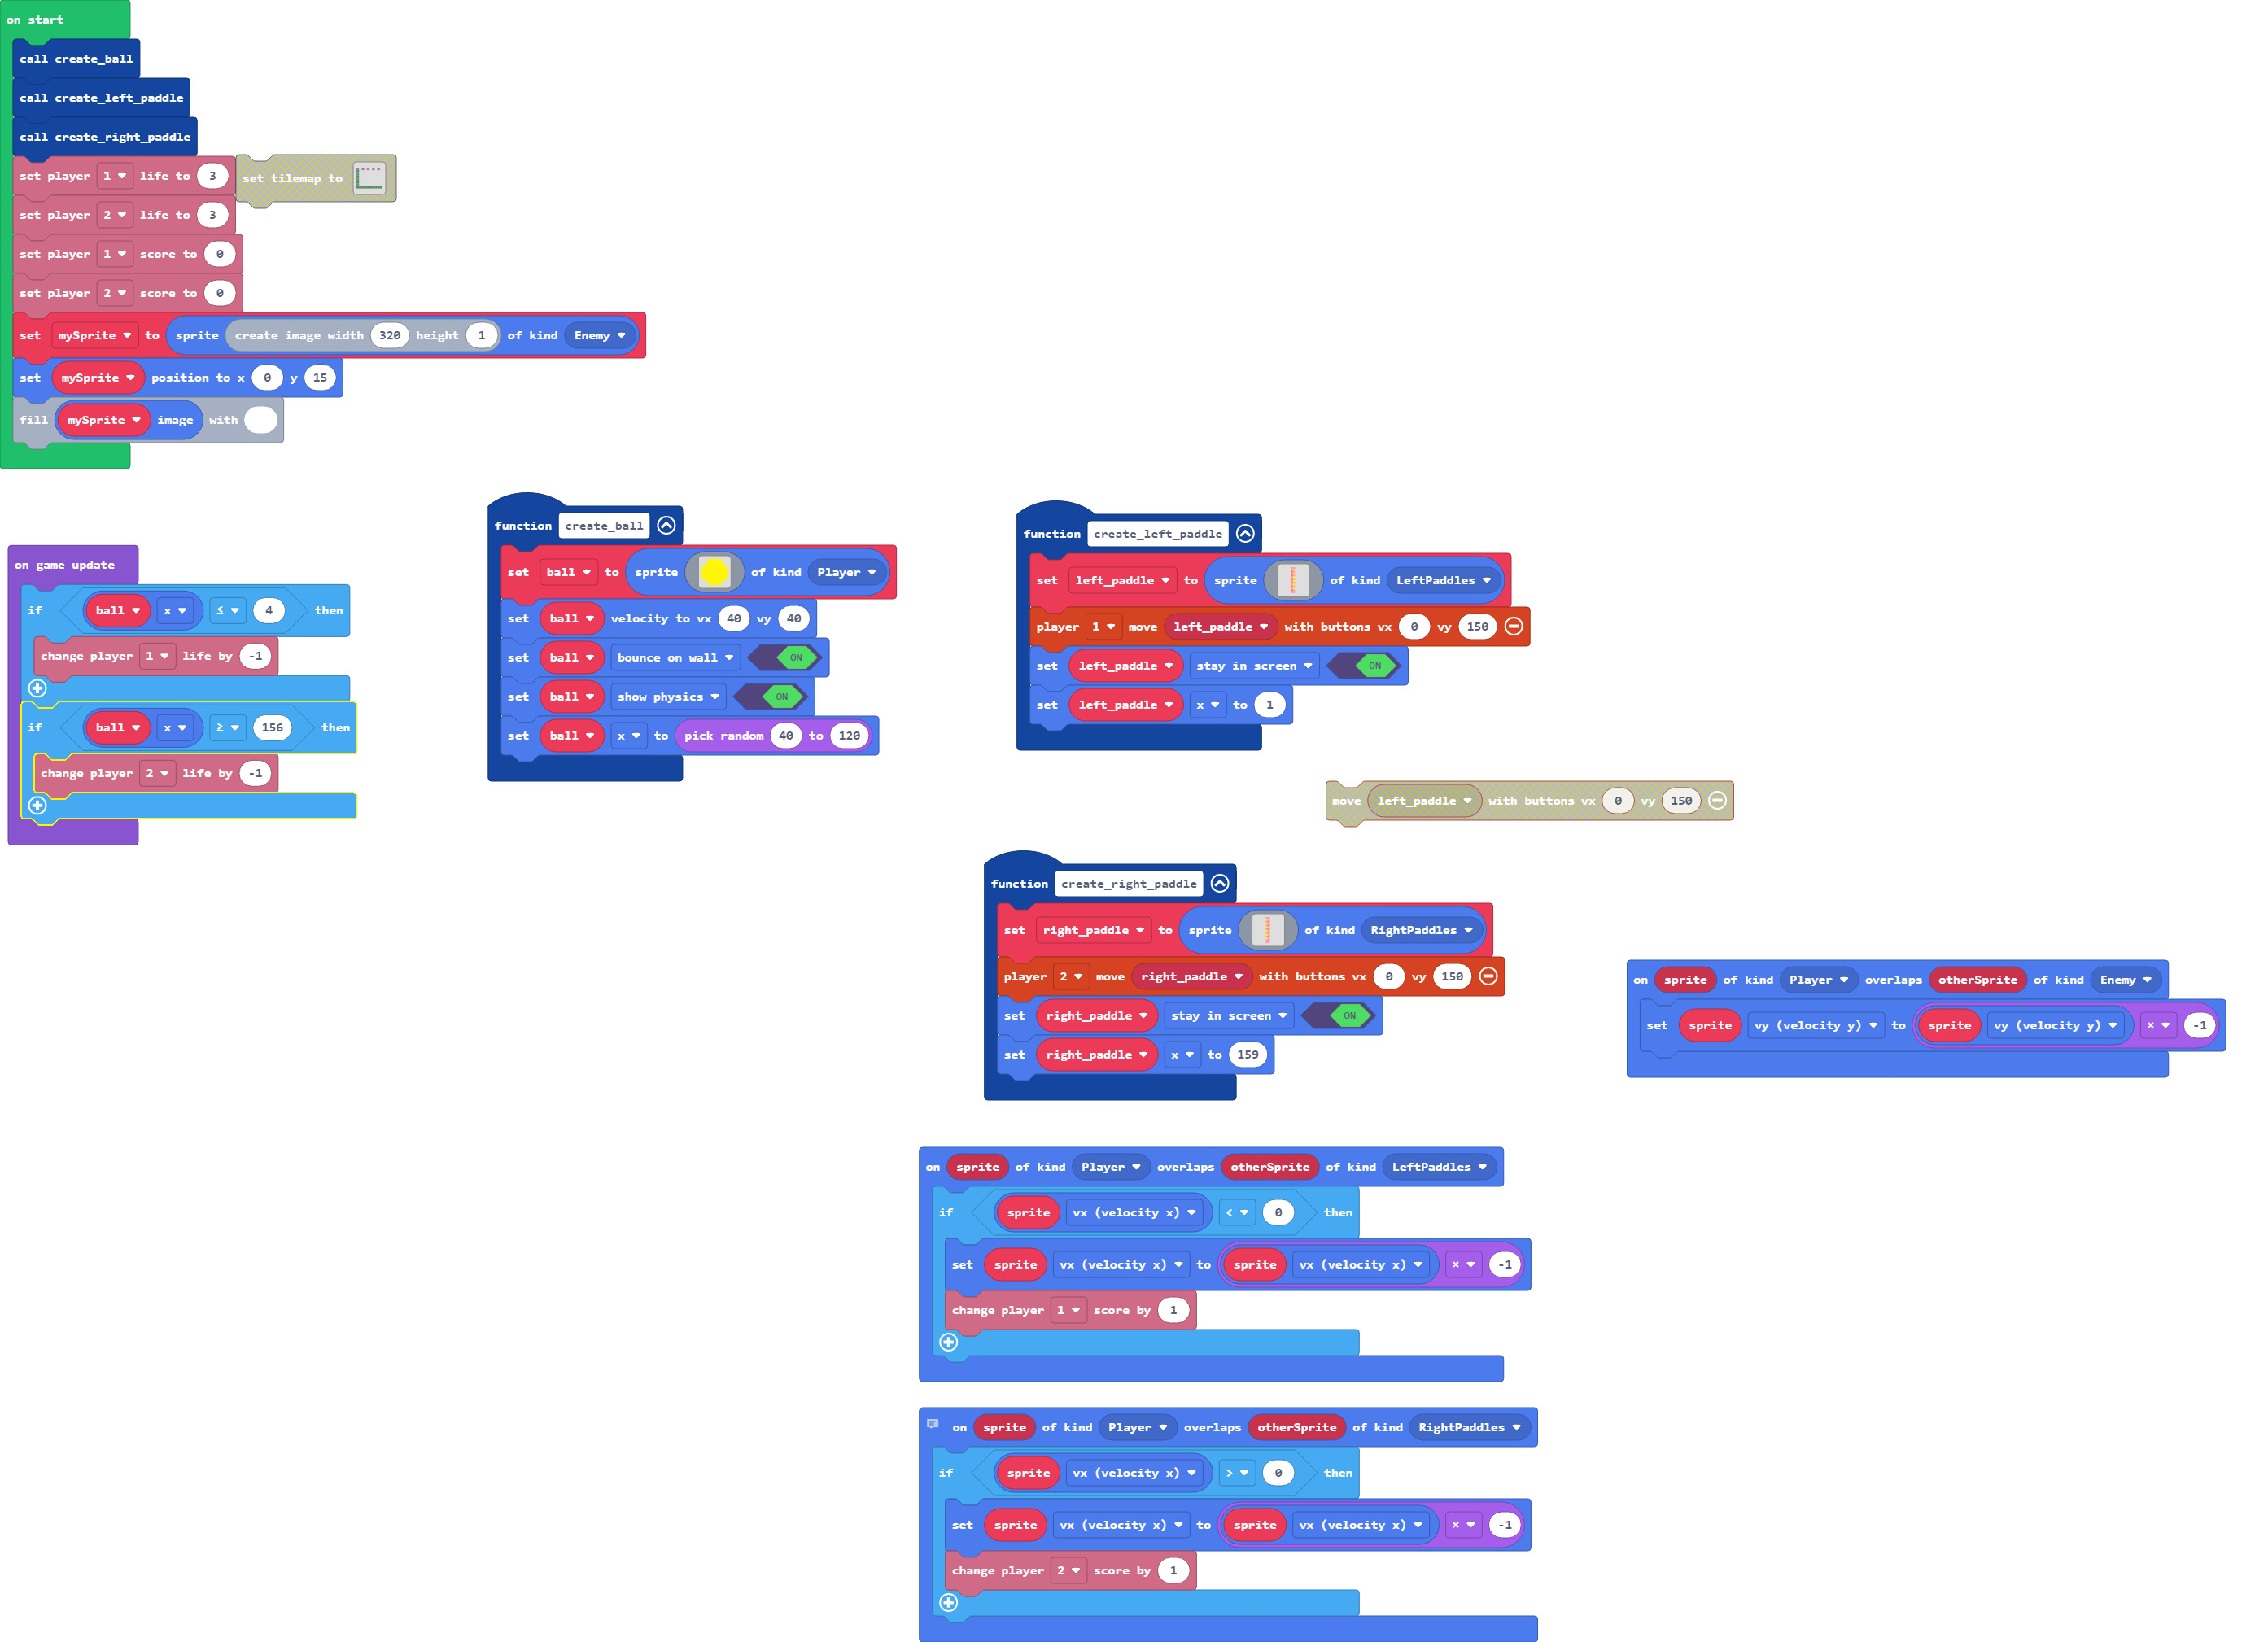 on start
call create_ball
call create_left_paddle
call create_right_paddle
set player 1 life to 3
set tilemap to
set player 2 life to 3
set player 1 score to 0
set player 2 score to 0
set mySprite to sprite create image width 320 height 1 of kind Enemy
set mySprite position to x 0 y 15
fill mySprite image with
on game update
if ball x ≤ 4 then
change player 1 life by -1
if ball x ≥ 156 then
change player 2 life by -1
function create_ball
set ball to sprite of kind Player
set ball velocity to vx 40 vy 40
set ball bounce on wall ON
set ball show physics ON
set ball x to pick random 40 to 120
function create_left_paddle
set left_paddle to sprite of kind LeftPaddles
player 1 move left_paddle with buttons vx 0 vy 150
set left_paddle stay in screen ON
set left_paddle x to 1
move left_paddle with buttons vx 0 vy 150
function create_right_paddle
set right_paddle to sprite of kind RightPaddles
player 2 move right_paddle with buttons vx 0 vy 150
set right_paddle stay in screen ON
set right_paddle x to 159
on sprite of kind Player overlaps otherSprite of kind Enemy
set sprite vy (velocity y) to sprite vy (velocity y) × -1
on sprite of kind Player overlaps otherSprite of kind LeftPaddles
if sprite vx (velocity x) < 0 then
set sprite vx (velocity x) to sprite vx (velocity x) × -1
change player 1 score by 1
on sprite of kind Player overlaps otherSprite of kind RightPaddles
if sprite vx (velocity x) > 0 then
set sprite vx (velocity x) to sprite vx (velocity x) × -1
change player 2 score by 1